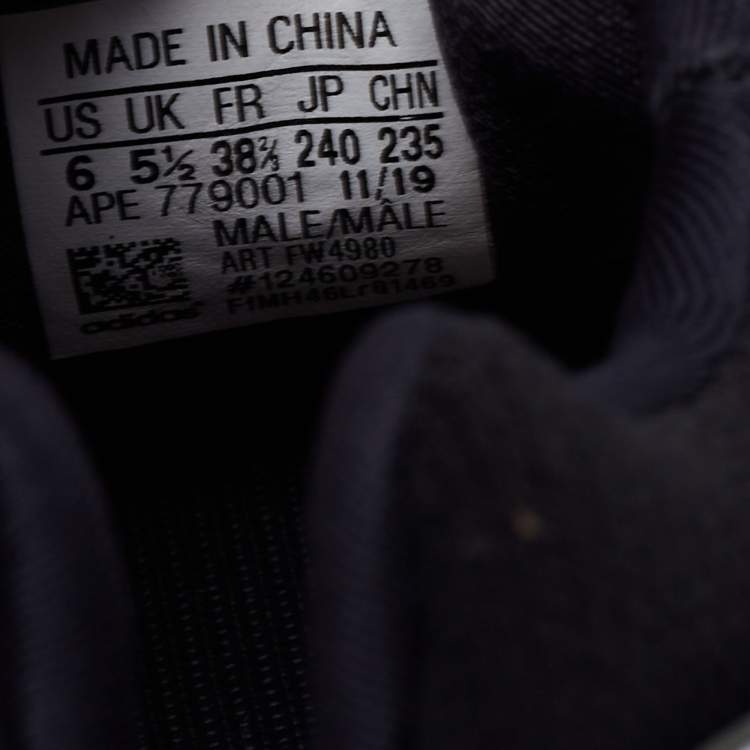 MADE IN CHINA
US UK FR JP CHN
6 5½ 38⅔ 240 235
APE 779001 11/19
MALE/MÂLE
ART FW4980
#124609278
adidas